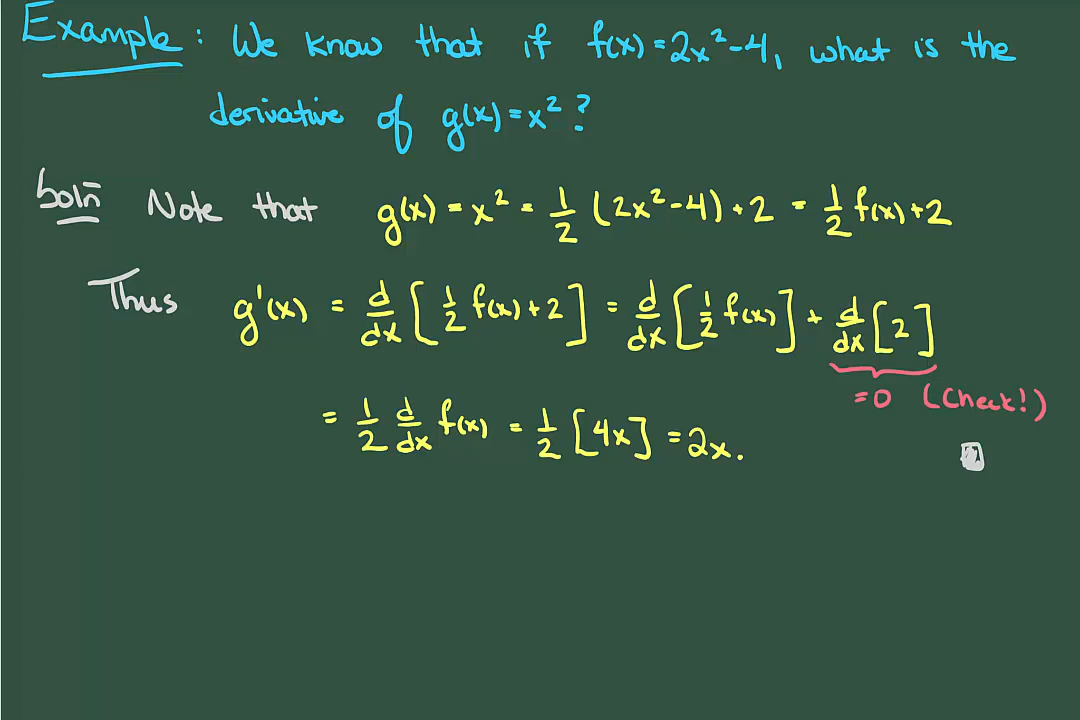 Example: We know that if f(x)=2x²-4, what is the
derivative of g(x)=x²?
Soln Note that g(x) = x² = 1/2 (2x²-4)+2 = 1/2 f(x)+2
Thus g'(x) = d/dx [1/2 f(x)+2] = d/dx [1/2 f(x)] + d/dx [2]
=0 (Check!)
= 1/2 d/dx f(x) = 1/2 [4x] = 2x.